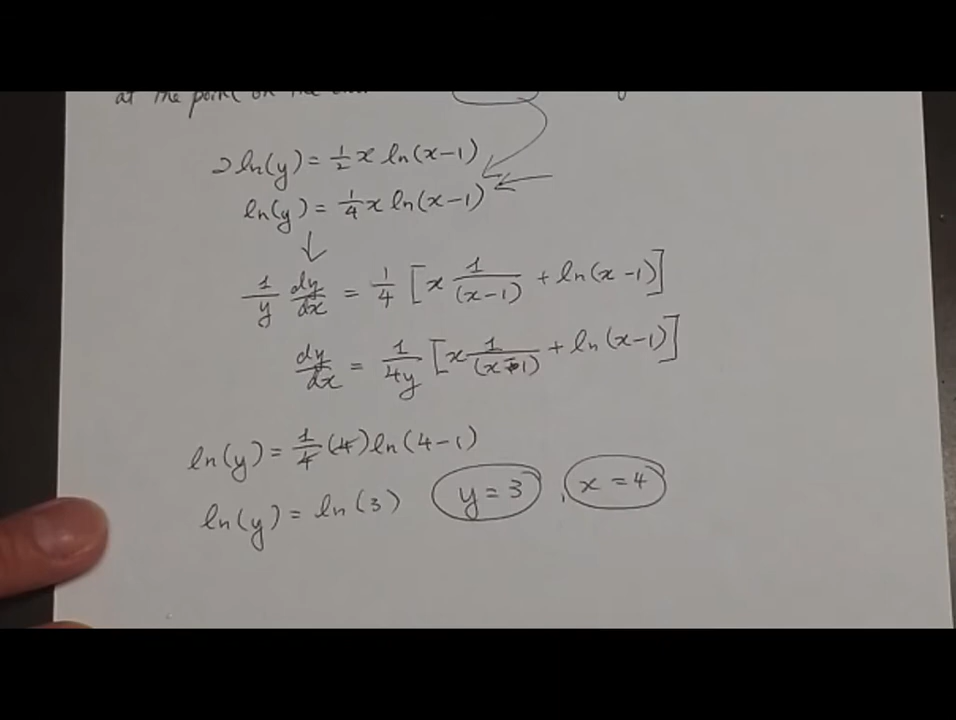 at the point on the
2 ln(y) = 1/2 x ln(x-1)
ln(y) = 1/4 x ln(x-1)
1/y dy/dx = 1/4 [x 1/(x-1) + ln(x-1)]
dy/dx = 1/4y [x 1/(x-1) + ln(x-1)]
ln(y) = 1/4 (4) ln(4-1)
ln(y) = ln(3) y=3 , x=4